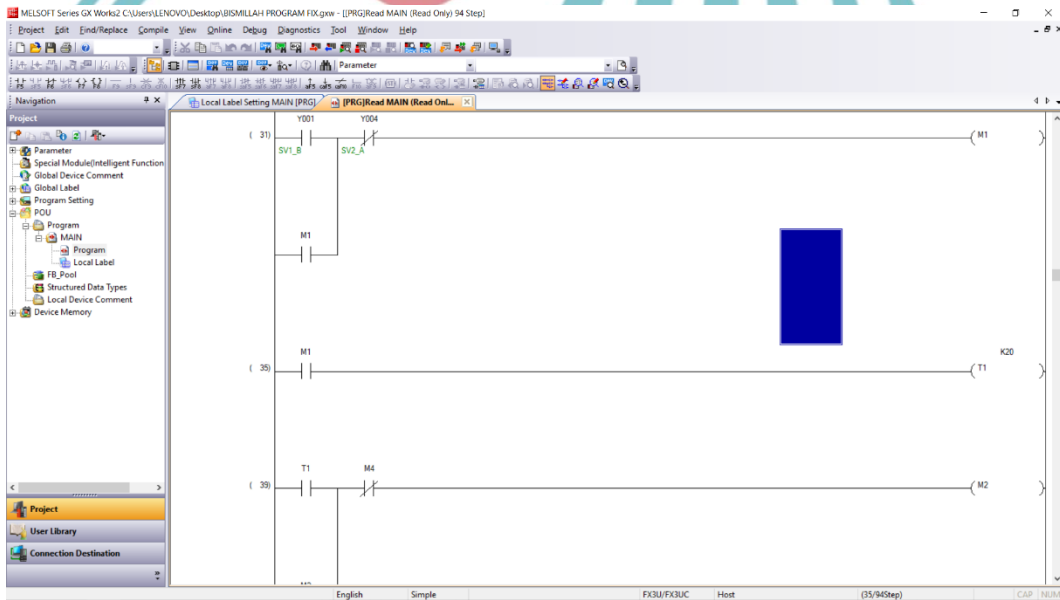 MELSOFT Series GX Works2 C:\Users\LENOVO\Desktop\BISMILLAH PROGRAM FIX.gxw - [[PRG]Read MAIN (Read Only) 94 Step]
Project Edit Find/Replace Compile View Online Debug Diagnostics Tool Window Help
Parameter
Navigation
Local Label Setting MAIN [PRG]
[PRG]Read MAIN (Read Onl...
Project
Parameter
Special Module(Intelligent Function
Global Device Comment
Global Label
Program Setting
POU
Program
MAIN
Program
Local Label
FB_Pool
Structured Data Types
Local Device Comment
Device Memory
Project
User Library
Connection Destination
Y001 Y004
( 31) M1
SV1_B SV2_A
M1
M1 K20
( 35) T1
T1 M4
( 39) M2
English Simple FX3U/FX3UC Host (35/94Step) CAP NUM